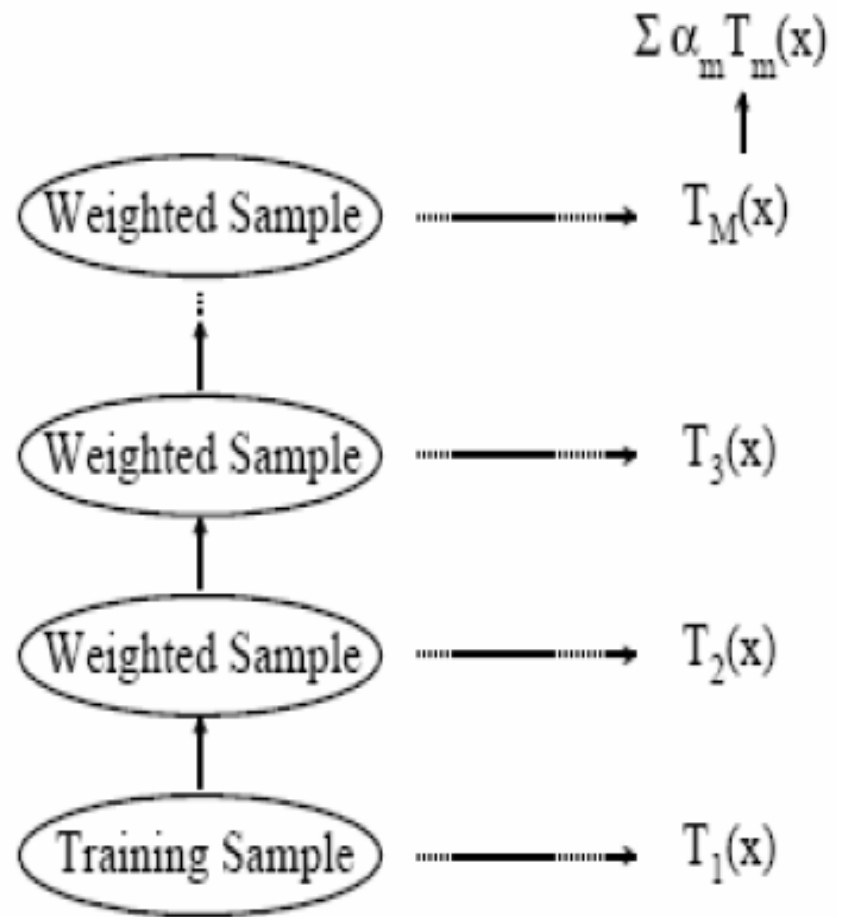 Σ α_m T_m(x)
Weighted Sample T_M(x)
Weighted Sample T_3(x)
Weighted Sample T_2(x)
Training Sample T_1(x)